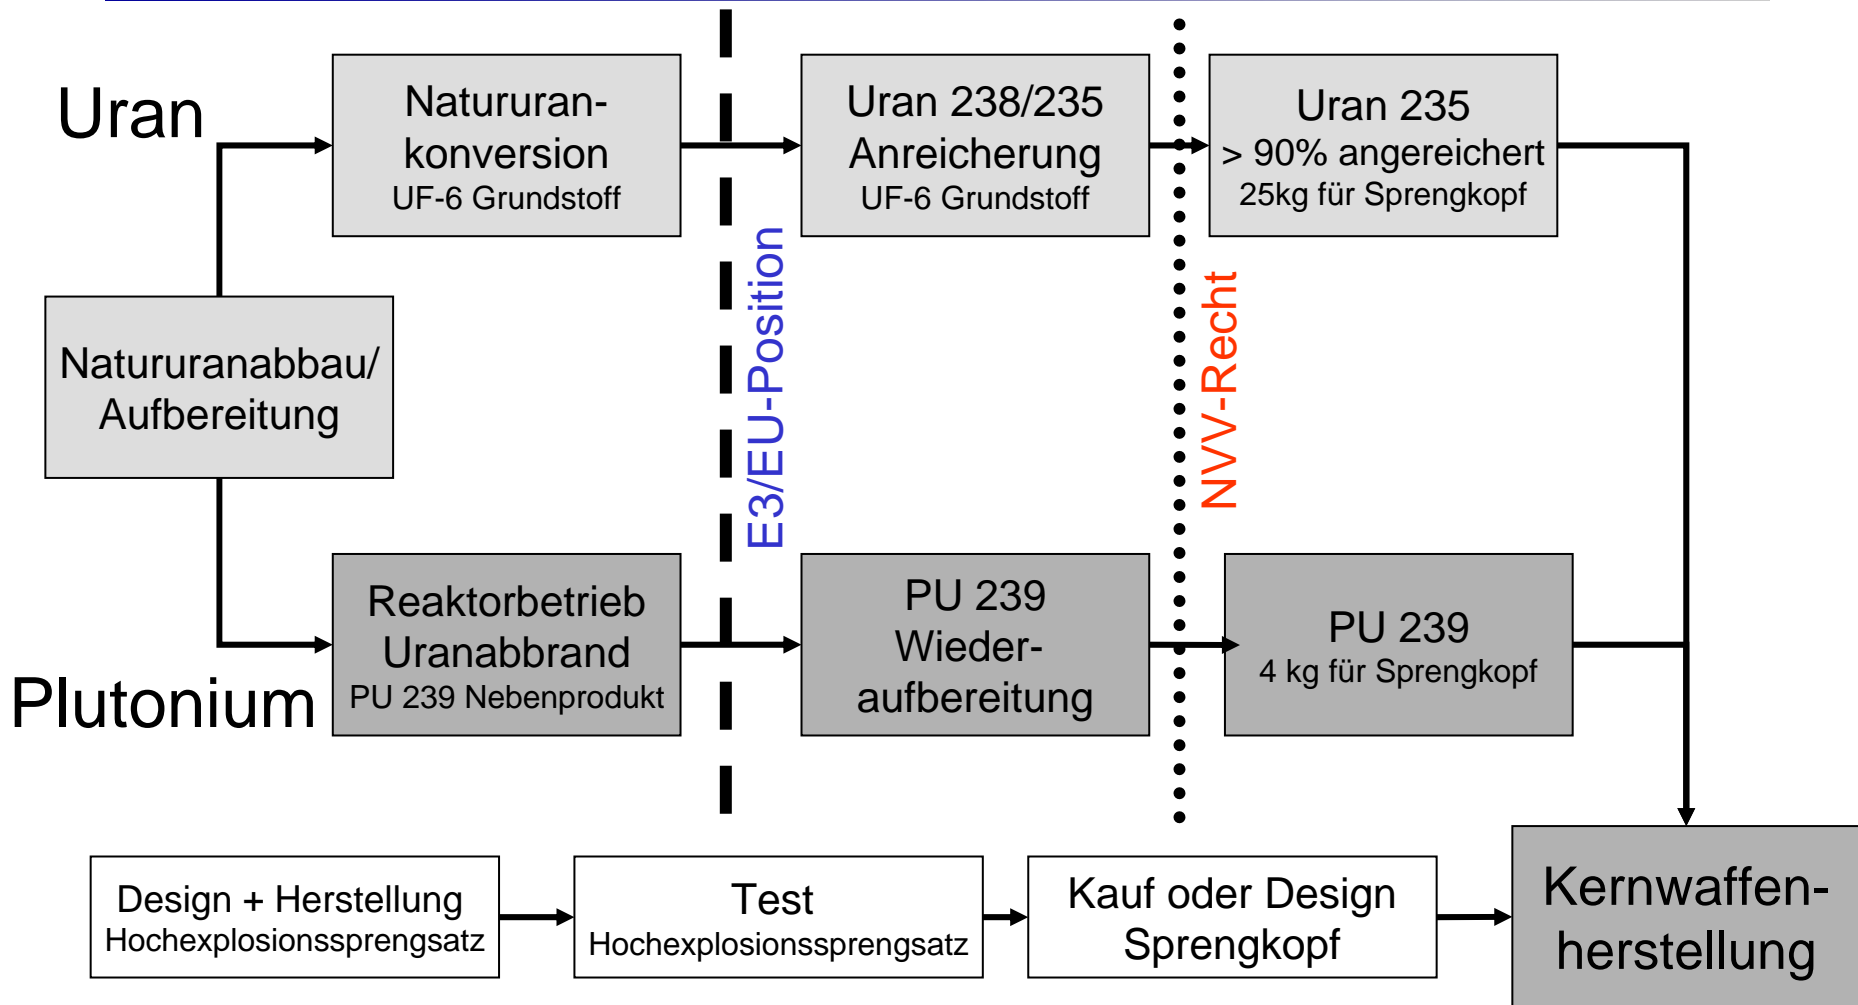 Uran
Natururan-
konversion
UF-6 Grundstoff
Uran 238/235
Anreicherung
UF-6 Grundstoff
Uran 235
> 90% angereichert
25kg für Sprengkopf
Natururanabbau/
Aufbereitung
E3/EU-Position
NVV-Recht
Plutonium
Reaktorbetrieb
Uranabbrand
PU 239 Nebenprodukt
PU 239
Wieder-
aufbereitung
PU 239
4 kg für Sprengkopf
Design + Herstellung
Hochexplosionssprengsatz
Test
Hochexplosionssprengsatz
Kauf oder Design
Sprengkopf
Kernwaffen-
herstellung